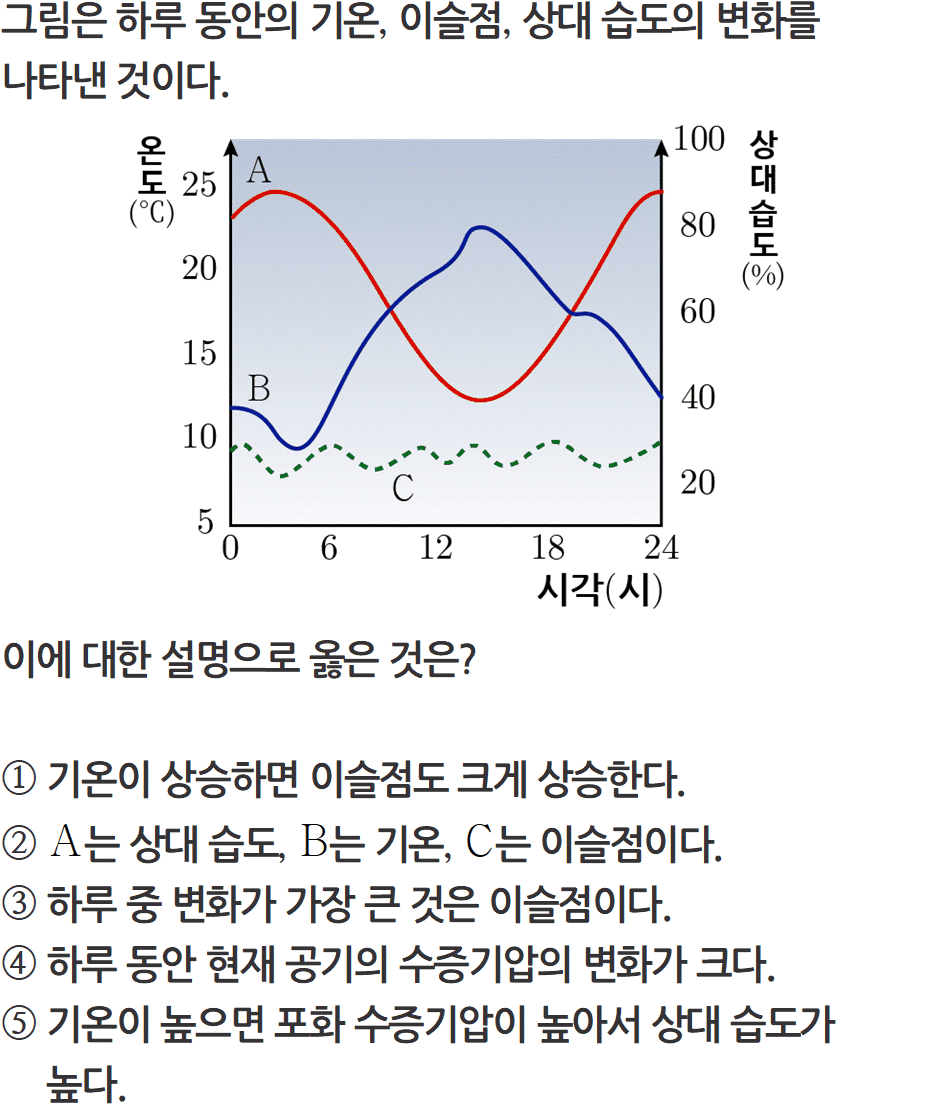 그림은 하루 동안의 기온, 이슬점, 상대 습도의 변화를
나타낸 것이다.
온도
(℃)
상대습도
(%)
A
B
C
25
20
15
10
5
100
80
60
40
20
0 6 12 18 24
시각(시)
이에 대한 설명으로 옳은 것은?
① 기온이 상승하면 이슬점도 크게 상승한다.
② A는 상대 습도, B는 기온, C는 이슬점이다.
③ 하루 중 변화가 가장 큰 것은 이슬점이다.
④ 하루 동안 현재 공기의 수증기압의 변화가 크다.
⑤ 기온이 높으면 포화 수증기압이 높아서 상대 습도가
높다.